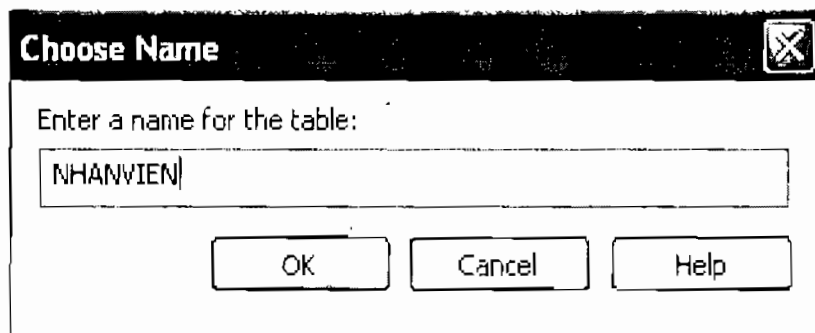 Choose Name
Enter a name for the table:
NHANVIEN
OK Cancel Help